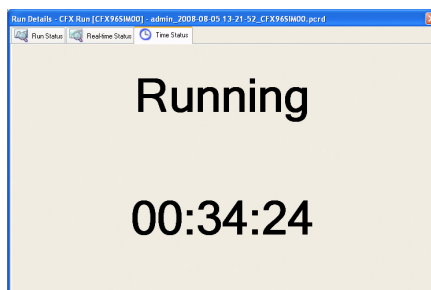 Run Details - CFX Run [CFX96SIM00] - admin_2008-08-05 13-21-52_CFX96SIM00.pcrd
Run Status Real-time Status Time Status
Running
00:34:24